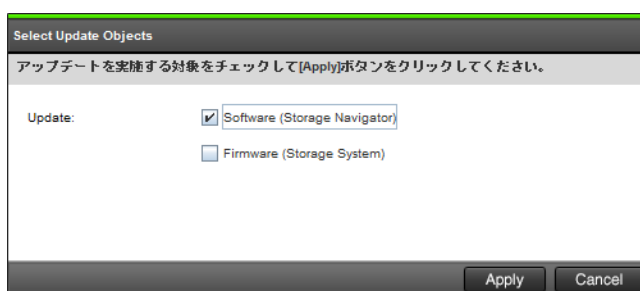 Select Update Objects
アップデートを実施する対象をチェックして[Apply]ボタンをクリックしてください。
Update:
Software (Storage Navigator)
Firmware (Storage System)
Apply Cancel